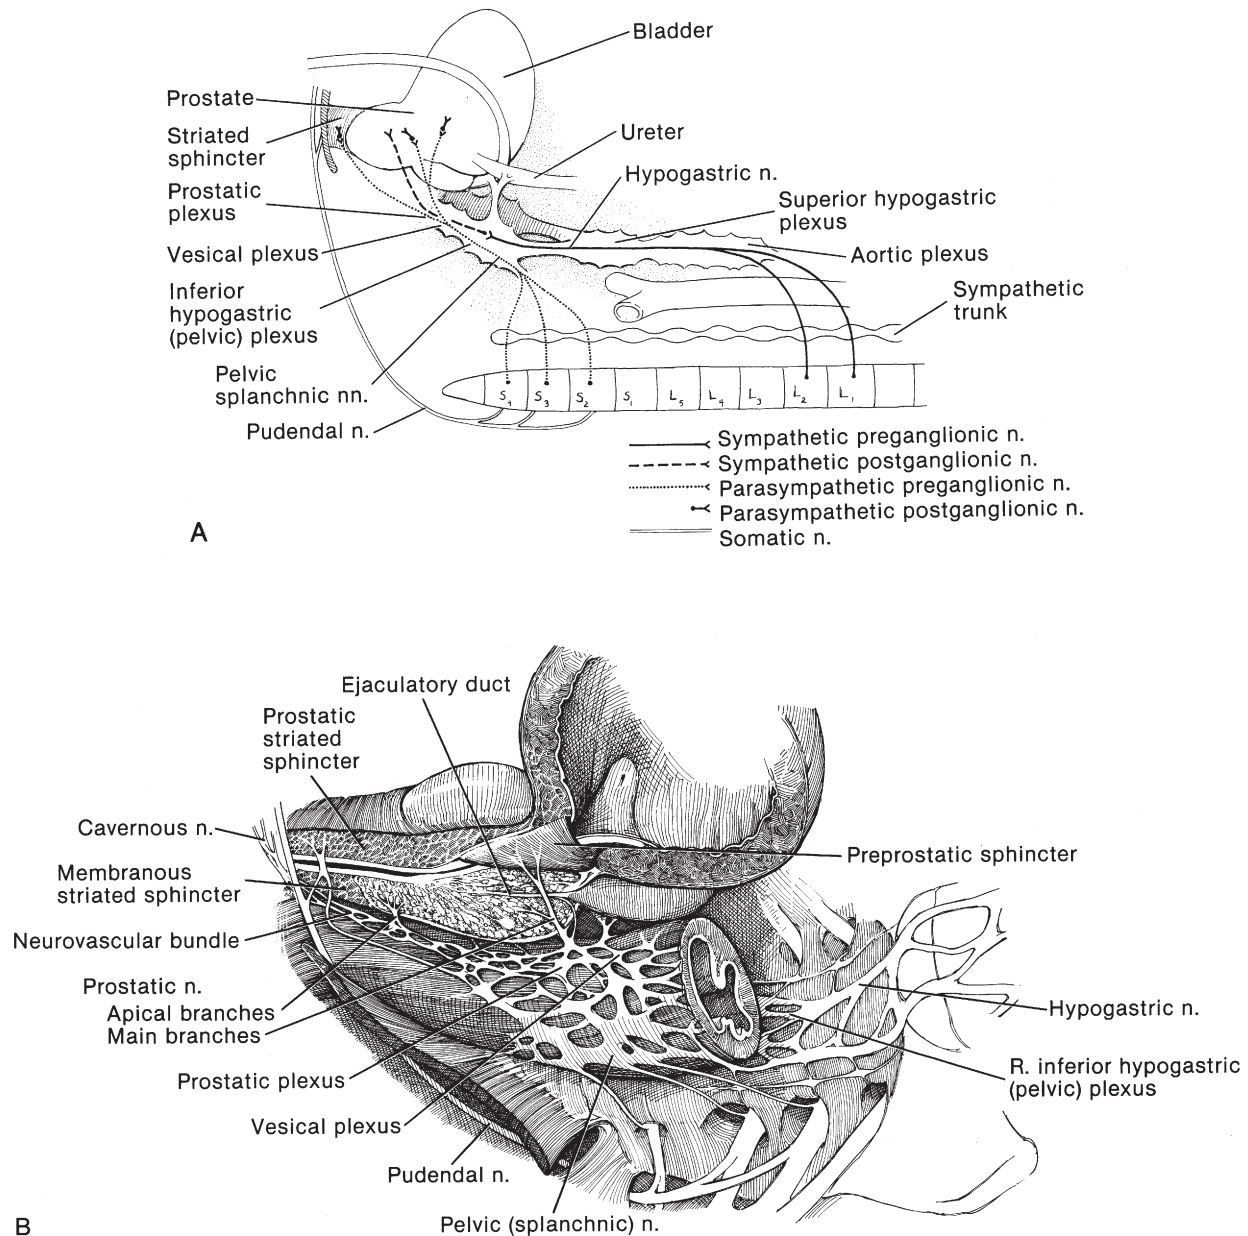 Bladder
Prostate
Striated
sphincter
Ureter
Hypogastric n.
Prostatic
plexus
Superior hypogastric
plexus
Vesical plexus
Aortic plexus
Inferior
hypogastric
(pelvic) plexus
Sympathetic
trunk
Pelvic
splanchnic nn.
S4 S3 S2 S1 L5 L4 L3 L2 L1
Pudendal n.
Sympathetic preganglionic n.
Sympathetic postganglionic n.
Parasympathetic preganglionic n.
Parasympathetic postganglionic n.
Somatic n.
A
Ejaculatory duct
Prostatic
striated
sphincter
Cavernous n.
Preprostatic sphincter
Membranous
striated sphincter
Neurovascular bundle
Prostatic n.
Apical branches
Main branches
Hypogastric n.
R. inferior hypogastric
(pelvic) plexus
Prostatic plexus
Vesical plexus
Pudendal n.
Pelvic (splanchnic) n.
B